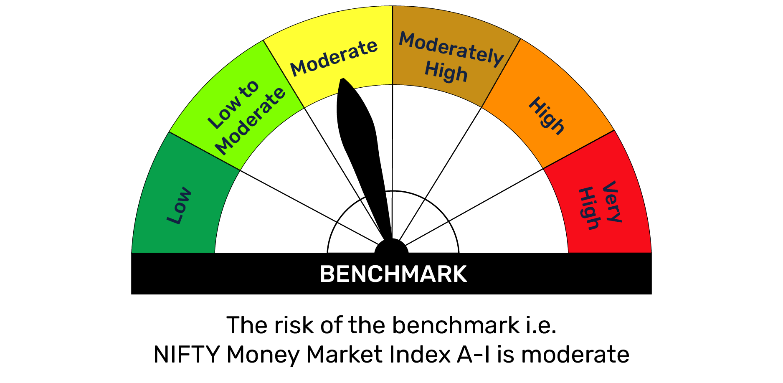 Low
Low to
Moderate
Moderate
Moderately
High
High
Very
High
BENCHMARK
The risk of the benchmark i.e.
NIFTY Money Market Index A-I is moderate